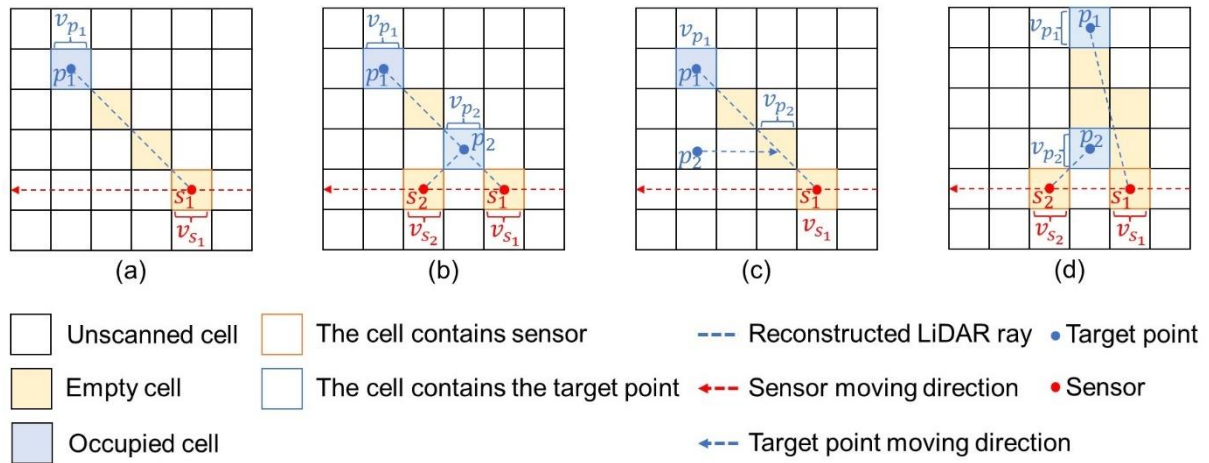 v_{p_1} v_{p_1} v_{p_1} v_{p_1} p_1
p_1 p_1 p_1
v_{p_2} v_{p_2}
p_2 p_2 v_{p_2} p_2
s_1 s_2 s_1 s_1 s_2 s_1
v_{s_1} v_{s_2} v_{s_1} v_{s_1} v_{s_2} v_{s_1}
(a) (b) (c) (d)
Unscanned cell The cell contains sensor Reconstructed LiDAR ray Target point
Empty cell The cell contains the target point Sensor moving direction Sensor
Occupied cell Target point moving direction